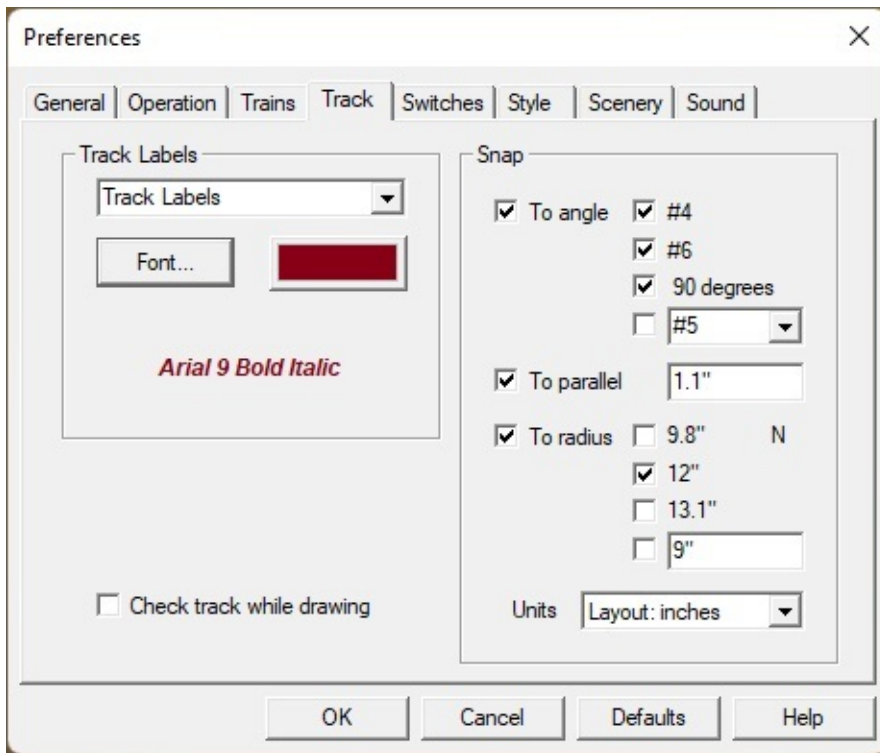 Preferences
General Operation Trains Track Switches Style Scenery Sound
Track Labels
Track Labels
Font...
Arial 9 Bold Italic
Check track while drawing
Snap
To angle #4
#6
90 degrees
#5
To parallel 1.1"
To radius 9.8" N
12"
13.1"
9"
Units Layout: inches
OK Cancel Defaults Help